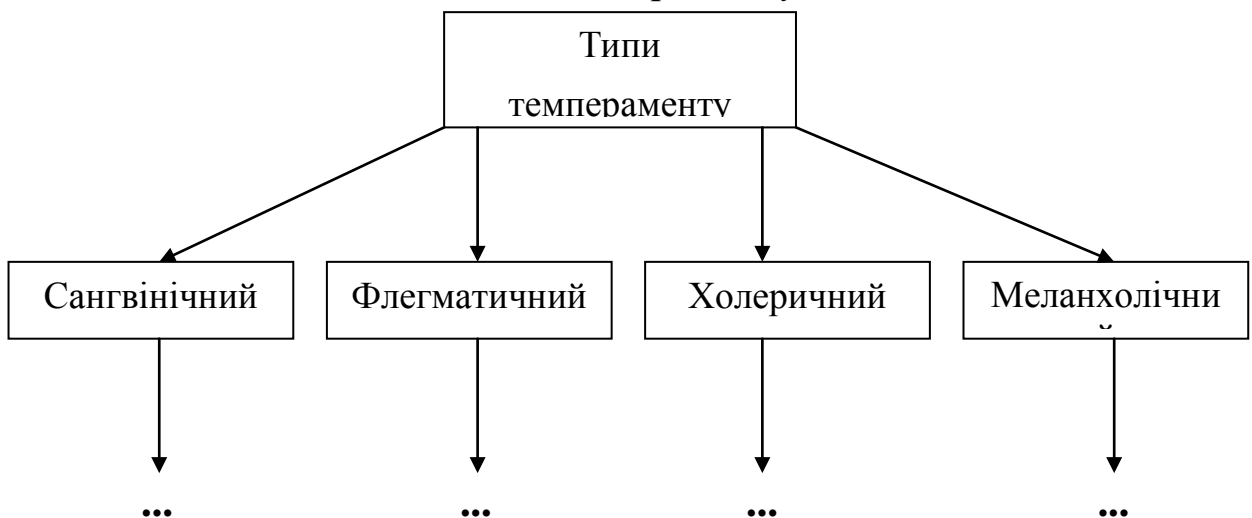 Типи
темпераменту
Сангвінічний
Флегматичний
Холеричний
Меланхолічни
й
...
...
...
...